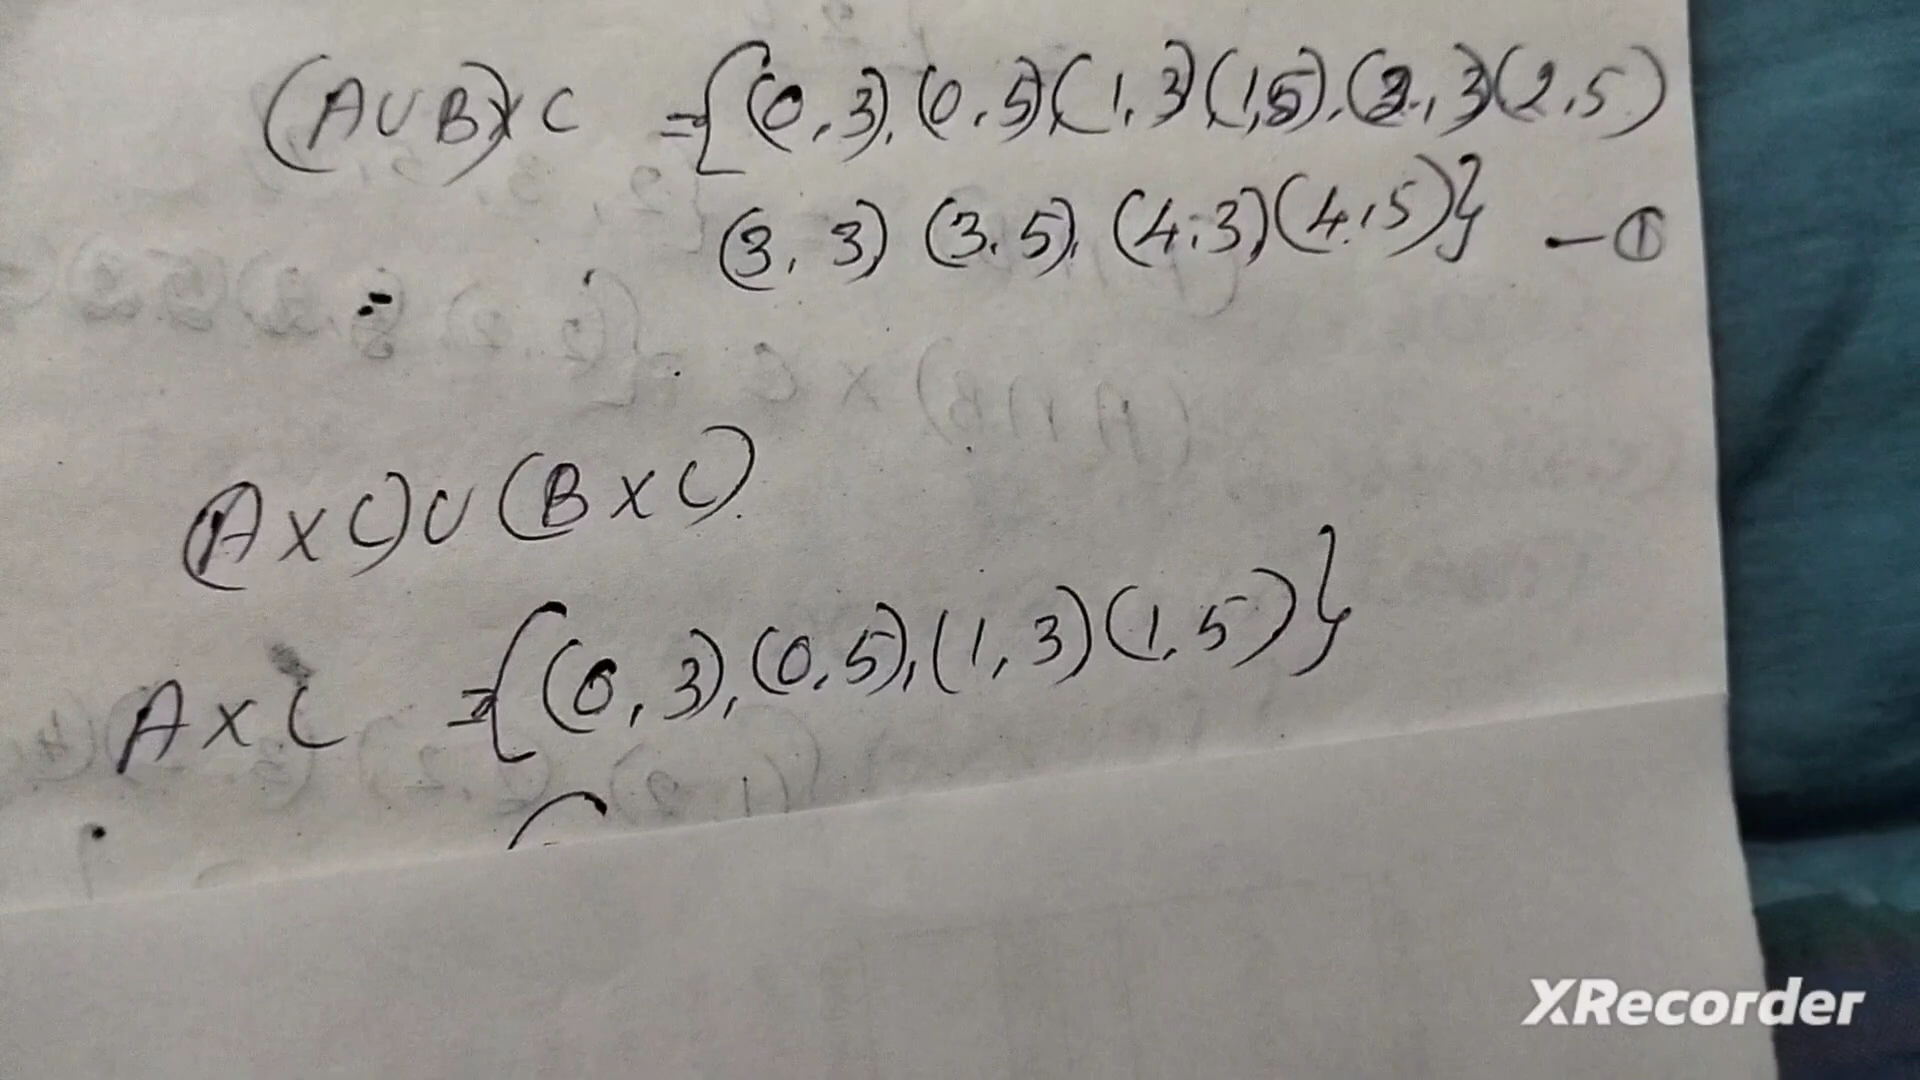 (A∪B)×C = {(0,3),(0,5)(1,3)(1,5),(2,3)(2,5)
(3,3) (3,5), (4,3)(4,5)} — ①
(A×C)∪(B×C)
A×C = {(0,3),(0,5),(1,3)(1,5)}
XRecorder